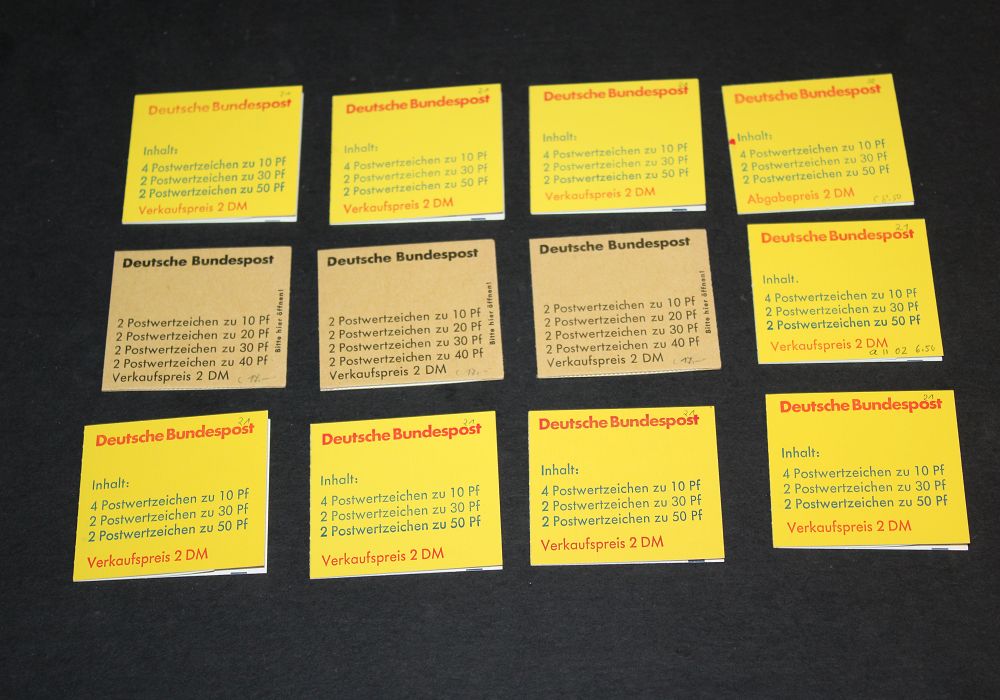 21
Deutsche Bundespost
Inhalt:
4 Postwertzeichen zu 10 Pf
2 Postwertzeichen zu 30 Pf
2 Postwertzeichen zu 50 Pf
Verkaufspreis 2 DM
21
Deutsche Bundespost
Inhalt:
4 Postwertzeichen zu 10 Pf
2 Postwertzeichen zu 30 Pf
2 Postwertzeichen zu 50 Pf
Verkaufspreis 2 DM
21
Deutsche Bundespost
Inhalt:
4 Postwertzeichen zu 10 Pf
2 Postwertzeichen zu 30 Pf
2 Postwertzeichen zu 50 Pf
Verkaufspreis 2 DM
Deutsche Bundespost
Inhalt:
4 Postwertzeichen zu 10 Pf
2 Postwertzeichen zu 30 Pf
2 Postwertzeichen zu 50 Pf
Abgabepreis 2 DM
Deutsche Bundespost
2 Postwertzeichen zu 10 Pf
2 Postwertzeichen zu 20 Pf
2 Postwertzeichen zu 30 Pf
2 Postwertzeichen zu 40 Pf
Verkaufspreis 2 DM
Bitte hier öffnen!
Deutsche Bundespost
2 Postwertzeichen zu 10 Pf
2 Postwertzeichen zu 20 Pf
2 Postwertzeichen zu 30 Pf
2 Postwertzeichen zu 40 Pf
Verkaufspreis 2 DM
Bitte hier öffnen!
Deutsche Bundespost
2 Postwertzeichen zu 10 Pf
2 Postwertzeichen zu 20 Pf
2 Postwertzeichen zu 30 Pf
2 Postwertzeichen zu 40 Pf
Verkaufspreis 2 DM
Bitte hier öffnen!
21
Deutsche Bundespost
Inhalt.
4 Postwertzeichen zu 10 Pf
2 Postwertzeichen zu 30 Pf
2 Postwertzeichen zu 50 Pf
Verkaufspreis 2 DM
a 11 02 6.50
21
Deutsche Bundespost
Inhalt:
4 Postwertzeichen zu 10 Pf
2 Postwertzeichen zu 30 Pf
2 Postwertzeichen zu 50 Pf
Verkaufspreis 2 DM
21
Deutsche Bundespost
Inhalt:
4 Postwertzeichen zu 10 Pf
2 Postwertzeichen zu 30 Pf
2 Postwertzeichen zu 50 Pf
Verkaufspreis 2 DM
21
Deutsche Bundespost
Inhalt:
4 Postwertzeichen zu 10 Pf
2 Postwertzeichen zu 30 Pf
2 Postwertzeichen zu 50 Pf
Verkaufspreis 2 DM
21
Deutsche Bundespost
Inhalt:
4 Postwertzeichen zu 10 Pf
2 Postwertzeichen zu 30 Pf
2 Postwertzeichen zu 50 Pf
Verkaufspreis 2 DM